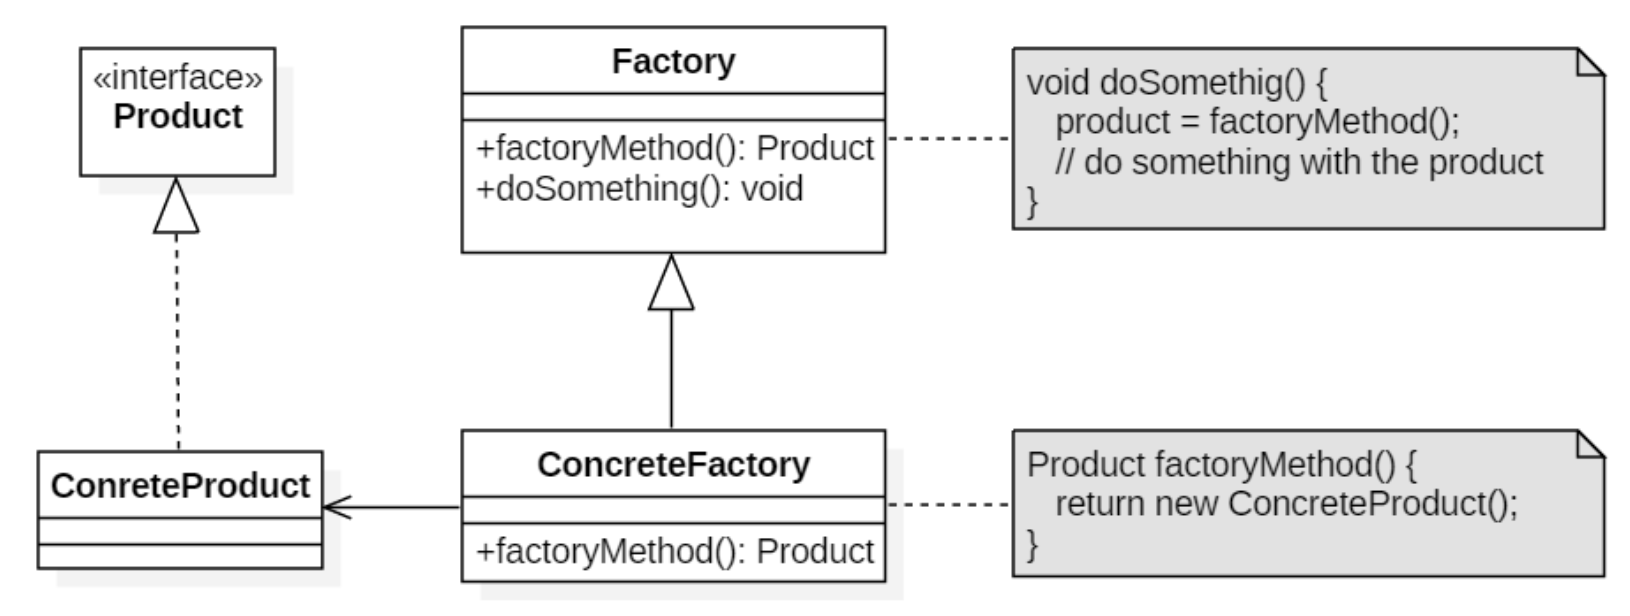 «interface»
Product
Factory
+factoryMethod(): Product
+doSomething(): void
void doSomethig() {
product = factoryMethod();
// do something with the product
}
ConreteProduct
ConcreteFactory
+factoryMethod(): Product
Product factoryMethod() {
return new ConcreteProduct();
}